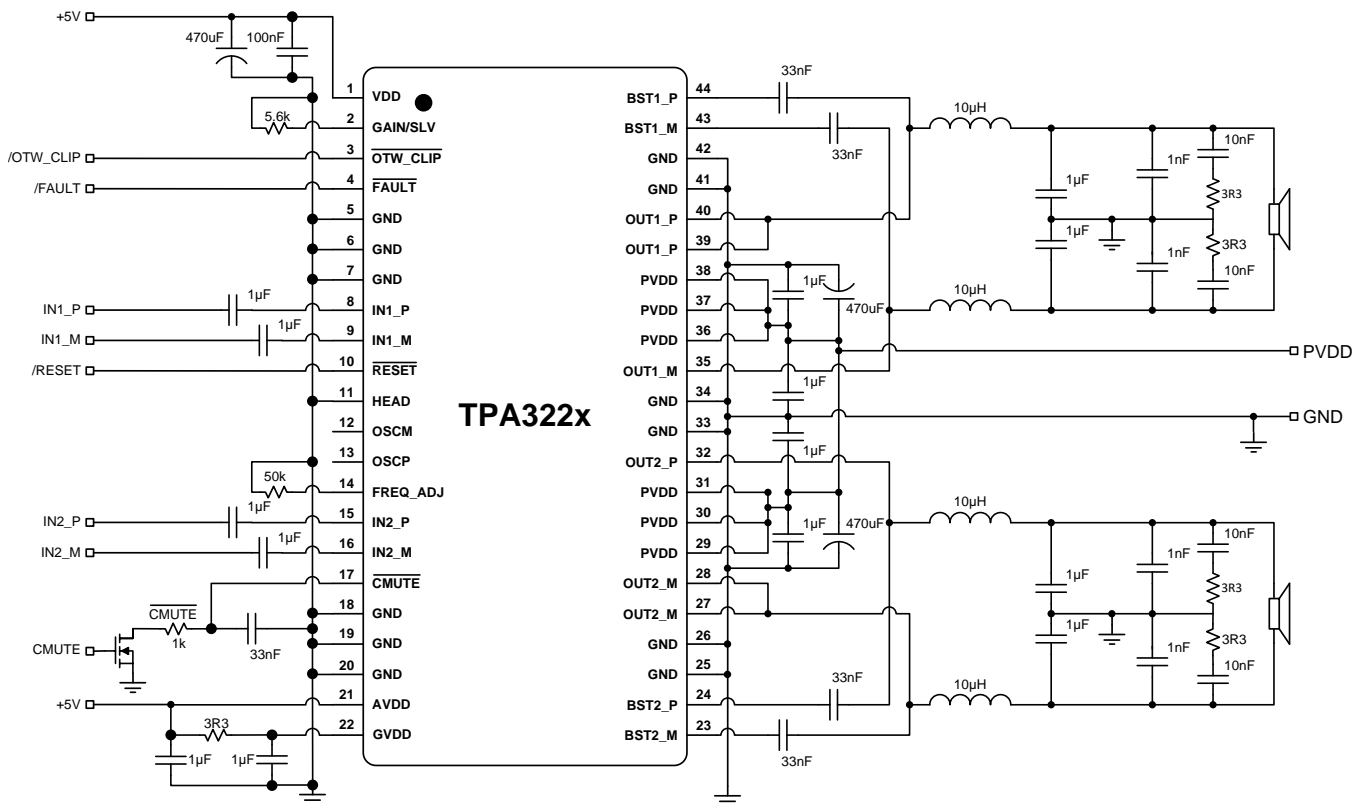 +5V
470uF
100nF
5.6k
/OTW_CLIP
/FAULT
1µF
IN1_P
1µF
IN1_M
/RESET
50k
1µF
IN2_P
1µF
IN2_M
CMUTE
1k
33nF
CMUTE
+5V
3R3
1µF
1µF
TPA322x
1 VDD
2 GAIN/SLV
3 OTW_CLIP
4 FAULT
5 GND
6 GND
7 GND
8 IN1_P
9 IN1_M
10 RESET
11 HEAD
12 OSCM
13 OSCP
14 FREQ_ADJ
15 IN2_P
16 IN2_M
17 CMUTE
18 GND
19 GND
20 GND
21 AVDD
22 GVDD
BST1_P 44
BST1_M 43
GND 42
GND 41
OUT1_P 40
OUT1_P 39
PVDD 38
PVDD 37
PVDD 36
OUT1_M 35
GND 34
GND 33
OUT2_P 32
PVDD 31
PVDD 30
PVDD 29
OUT2_M 28
OUT2_M 27
GND 26
GND 25
BST2_P 24
BST2_M 23
33nF
33nF
10µH
1µF
1nF
10nF
3R3
1µF
3R3
1nF
10nF
10µH
1µF
470uF
PVDD
1µF
GND
1µF
1µF
470uF
10µH
1µF
1nF
10nF
3R3
1µF
3R3
1nF
10nF
10µH
33nF
33nF